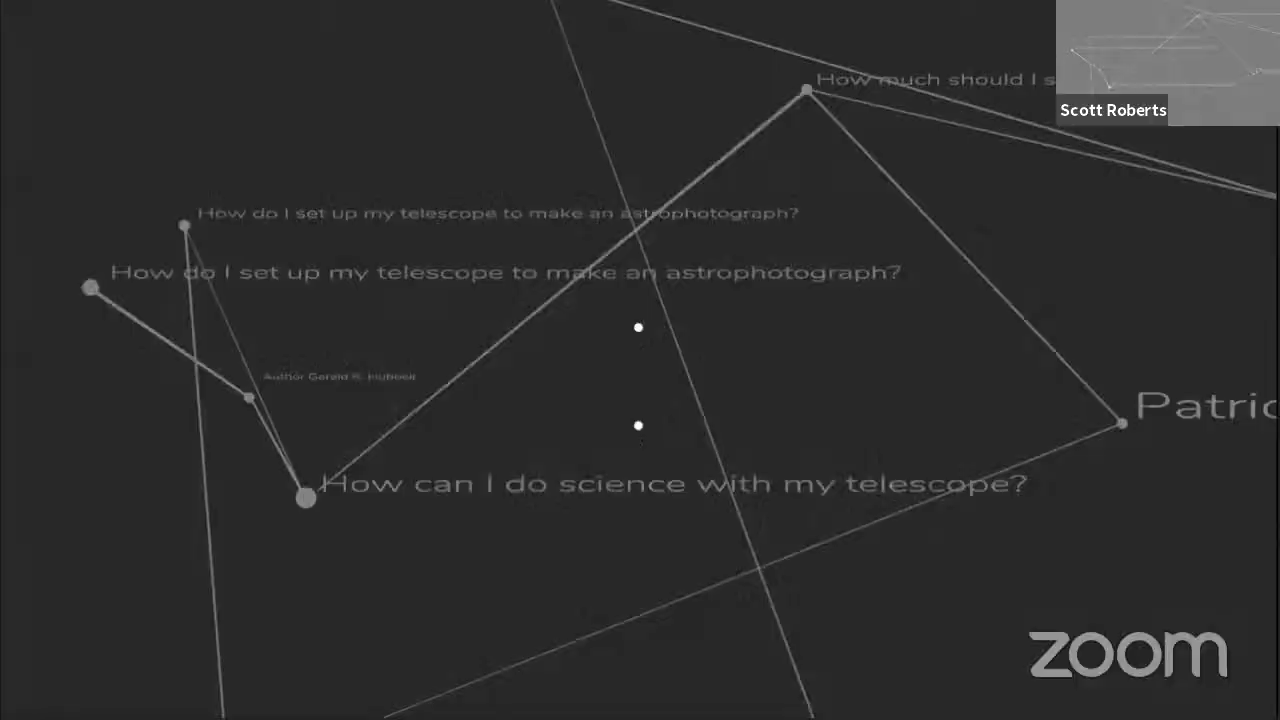 How much should I s
Scott Roberts
How do I set up my telescope to make an astrophotograph?
How do I set up my telescope to make an astrophotograph?
Author Gerald R. Hubbell
Patric
How can I do science with my telescope?
zoom